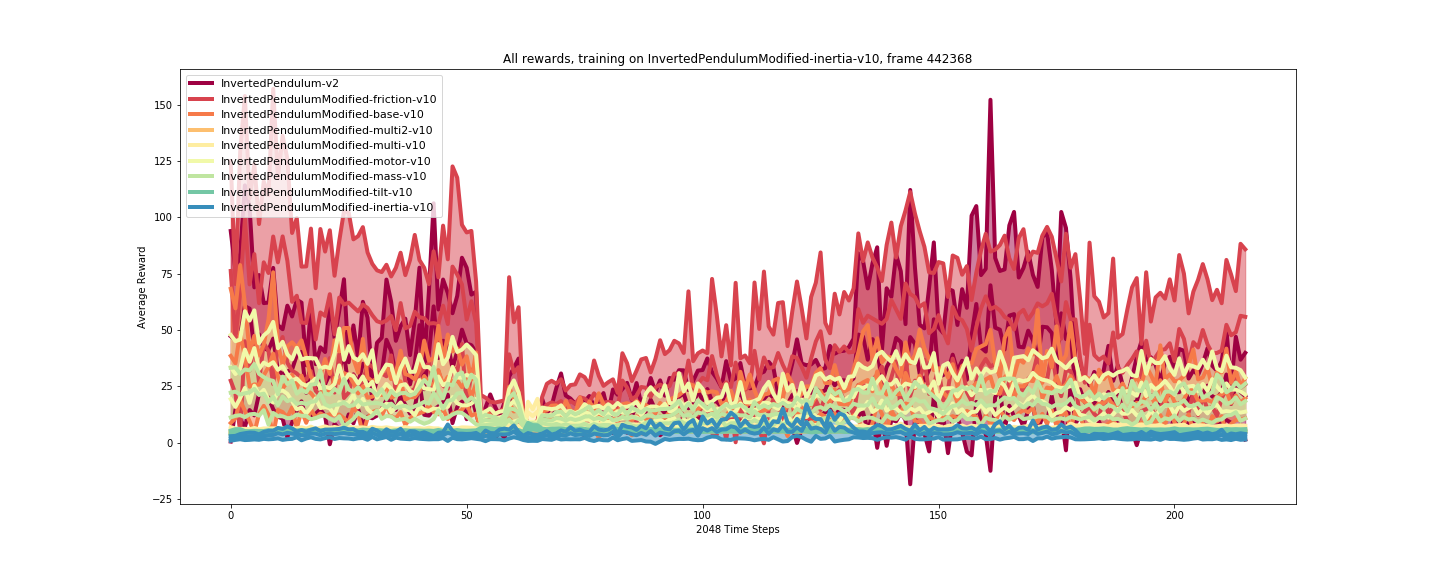 All rewards, training on InvertedPendulumModified-inertia-v10, frame 442368
InvertedPendulum-v2
InvertedPendulumModified-friction-v10
InvertedPendulumModified-base-v10
InvertedPendulumModified-multi2-v10
InvertedPendulumModified-multi-v10
InvertedPendulumModified-motor-v10
InvertedPendulumModified-mass-v10
InvertedPendulumModified-tilt-v10
InvertedPendulumModified-inertia-v10
Average Reward
150
125
100
75
50
25
0
−25
0 50 100 150 200
2048 Time Steps